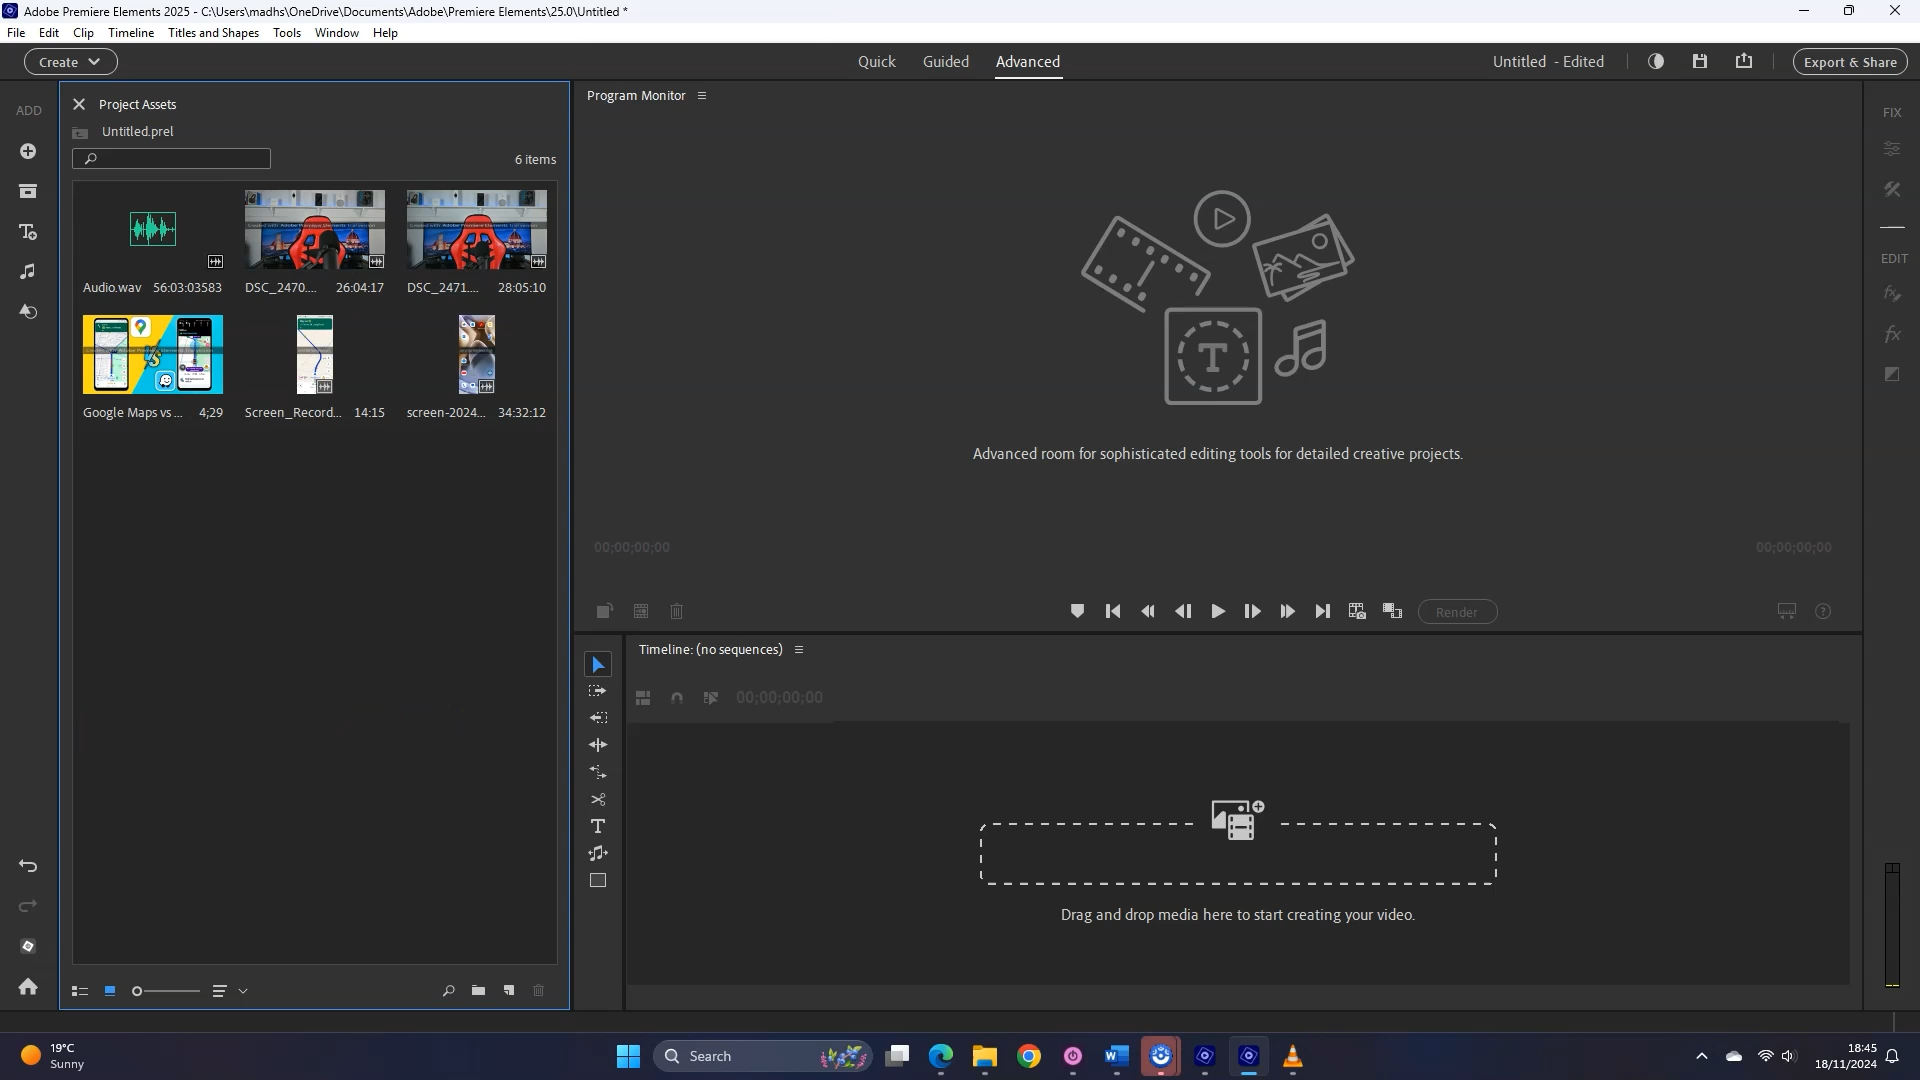 Adobe Premiere Elements 2025 - C:\Users\madhs\OneDrive\Documents\Adobe\Premiere Elements\25.0\Untitled *
File Edit Clip Timeline Titles and Shapes Tools Window Help
Create Quick Guided Advanced Untitled - Edited Export & Share
ADD
Project Assets
Untitled.prel
6 items
Audio.wav 56:03:03583 DSC_2470.... 26:04:17 DSC_2471.... 28:05:10
Google Maps vs ... 4;29 Screen_Record... 14:15 screen-2024... 34:32:12
Program Monitor
T
Advanced room for sophisticated editing tools for detailed creative projects.
00;00;00;00 00;00;00;00
Render
FIX
EDIT
Timeline: (no sequences)
00;00;00;00
Drag and drop media here to start creating your video.
19°C
Sunny
Search
18:45
18/11/2024